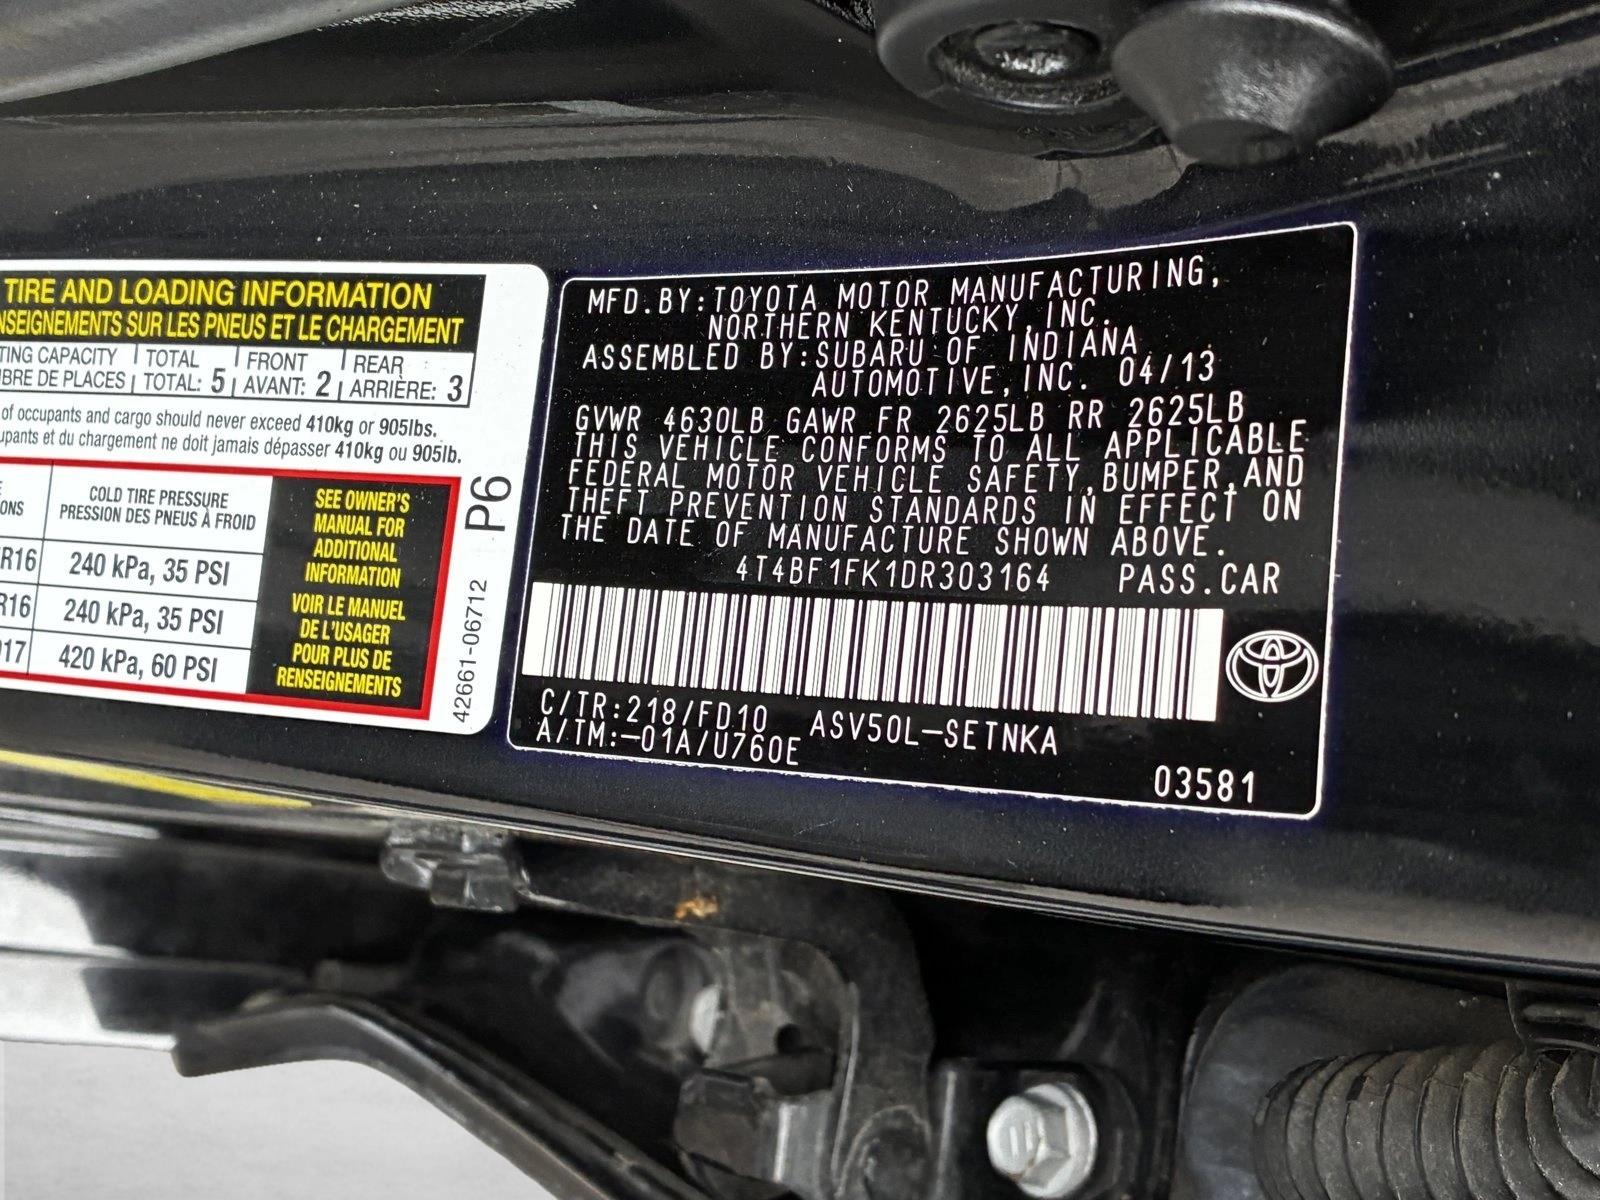 TIRE AND LOADING INFORMATION
NSEIGNEMENTS SUR LES PNEUS ET LE CHARGEMENT
TING CAPACITY TOTAL FRONT REAR
BRE DE PLACES TOTAL: 5 AVANT: 2 ARRIÈRE: 3
of occupants and cargo should never exceed 410kg or 905lbs.
upants et du chargement ne doit jamais dépasser 410kg ou 905lb.
COLD TIRE PRESSURE
ONS PRESSION DES PNEUS À FROID
R16 240 kPa, 35 PSI
R16 240 kPa, 35 PSI
17 420 kPa, 60 PSI
SEE OWNER'S
MANUAL FOR
ADDITIONAL
INFORMATION
VOIR LE MANUEL
DE L'USAGER
POUR PLUS DE
RENSEIGNEMENTS
P6
42661-06712
MFD.BY:TOYOTA MOTOR MANUFACTURING,
NORTHERN KENTUCKY,INC.
ASSEMBLED BY:SUBARU OF INDIANA
AUTOMOTIVE,INC. 04/13
GVWR 4630LB GAWR FR 2625LB RR 2625LB
THIS VEHICLE CONFORMS TO ALL APPLICABLE
FEDERAL MOTOR VEHICLE SAFETY,BUMPER,AND
THEFT PREVENTION STANDARDS IN EFFECT ON
THE DATE OF MANUFACTURE SHOWN ABOVE.
4T4BF1FK1DR303164 PASS.CAR
C/TR:218/FD10 ASV50L-SETNKA
A/TM:-01A/U760E
03581